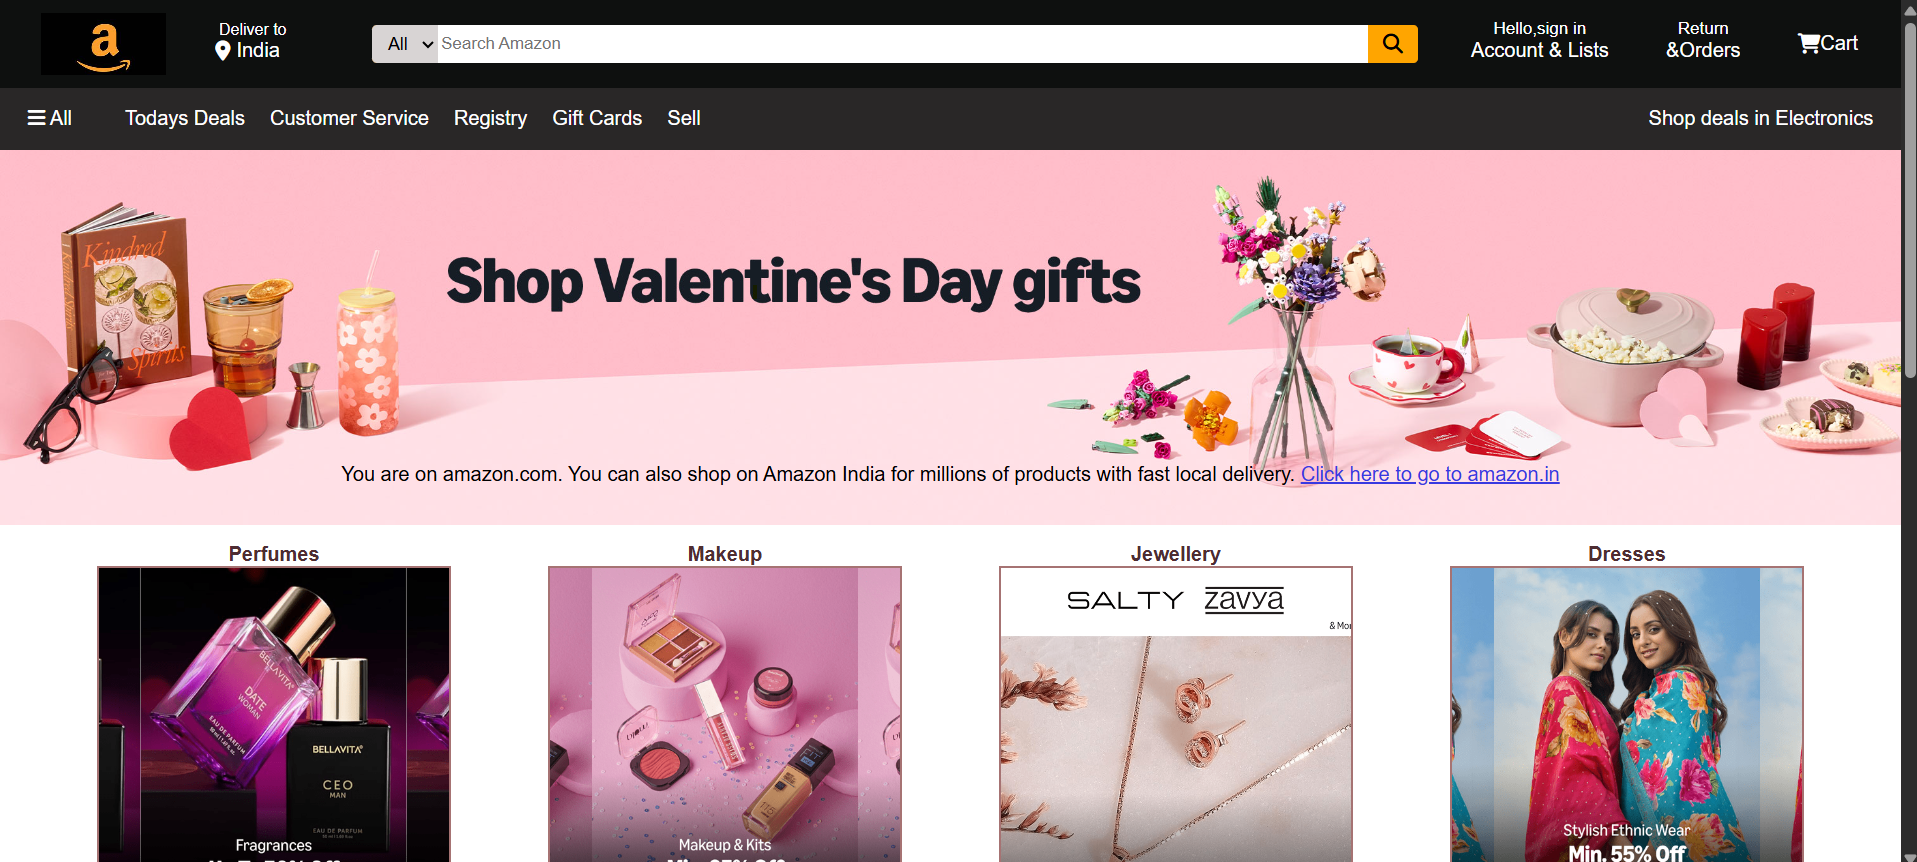 a
Deliver to
India
All
Search Amazon
Hello,sign in
Account & Lists
Return
&Orders
Cart
All
Todays Deals
Customer Service
Registry
Gift Cards
Sell
Shop deals in Electronics
Kindred
Spirits
Shop Valentine's Day gifts
You are on amazon.com. You can also shop on Amazon India for millions of products with fast local delivery. Click here to go to amazon.in
Perfumes
Makeup
Jewellery
Dresses
BELLAVITA
DATE
WOMAN
EAU DE PARFUM
BELLAVITA®
CEO
MAN
EAU DE PARFUM
Fragrances
Makeup & Kits
SALTY
zavya
Stylish Ethnic Wear
Min. 55% Off